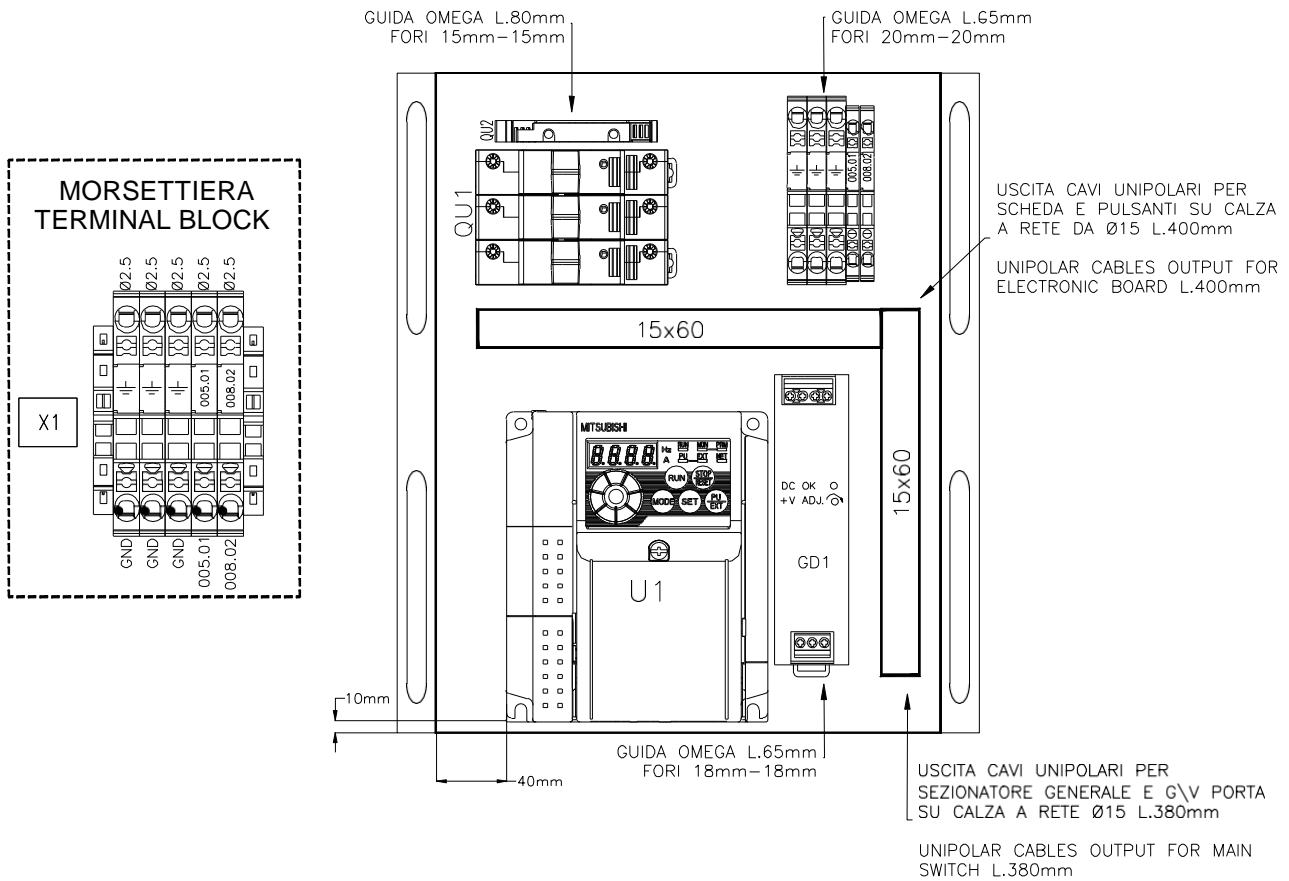 GUIDA OMEGA L.80mm
FORI 15mm-15mm
GUIDA OMEGA L.65mm
FORI 20mm-20mm
MORSETTIERA
TERMINAL BLOCK
Ø2.5
Ø2.5
Ø2.5
Ø2.5
Ø2.5
005.01
008.02
X1
GND
GND
GND
005.01
008.02
QU2
QU1
005.01
008.02
USCITA CAVI UNIPOLARI PER
SCHEDA E PULSANTI SU CALZA
A RETE DA Ø15 L.400mm
UNIPOLAR CABLES OUTPUT FOR
ELECTRONIC BOARD L.400mm
15x60
15x60
MITSUBISHI
8.8.8.8.
Hz
A
RUN MON PRM
PU EXT NET
RUN
STOP
RESET
MODE
SET
PU
EXT
U1
DC OK
+V ADJ.
GD1
10mm
40mm
GUIDA OMEGA L.65mm
FORI 18mm-18mm
USCITA CAVI UNIPOLARI PER
SEZIONATORE GENERALE E G\V PORTA
SU CALZA A RETE Ø15 L.380mm
UNIPOLAR CABLES OUTPUT FOR MAIN
SWITCH L.380mm